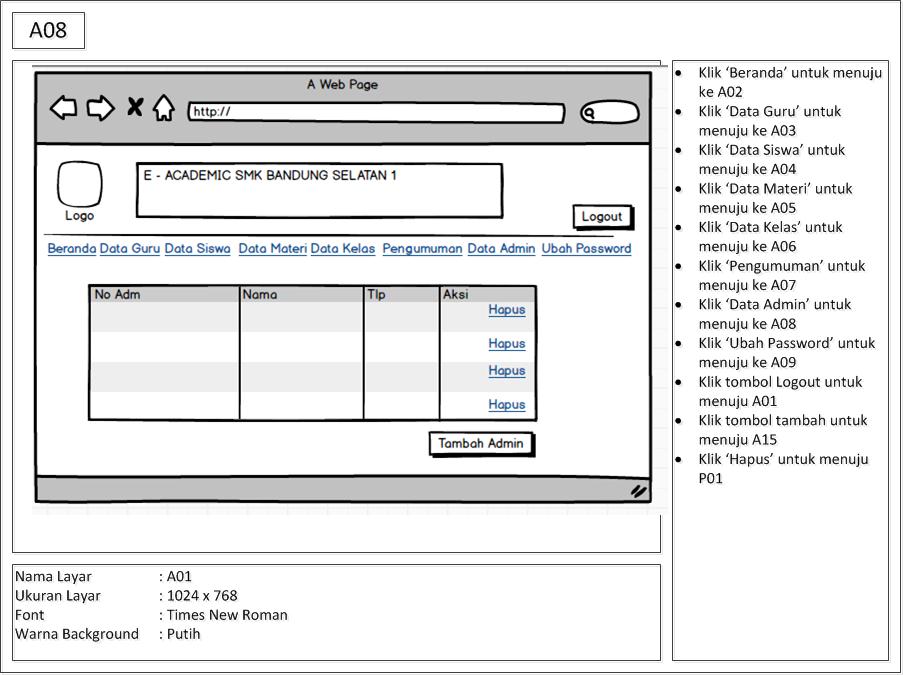 A08
A Web Page
http://
E - ACADEMIC SMK BANDUNG SELATAN 1
Logo
Logout
Beranda Data Guru Data Siswa Data Materi Data Kelas Pengumuman Data Admin Ubah Password
No Adm Nama Tlp Aksi
Hapus
Hapus
Hapus
Hapus
Tambah Admin
• Klik ‘Beranda’ untuk menuju
ke A02
• Klik ‘Data Guru’ untuk
menuju ke A03
• Klik ‘Data Siswa’ untuk
menuju ke A04
• Klik ‘Data Materi’ untuk
menuju ke A05
• Klik ‘Data Kelas’ untuk
menuju ke A06
• Klik ‘Pengumuman’ untuk
menuju ke A07
• Klik ‘Data Admin’ untuk
menuju ke A08
• Klik ‘Ubah Password’ untuk
menuju ke A09
• Klik tombol Logout untuk
menuju A01
• Klik tombol tambah untuk
menuju A15
• Klik ‘Hapus’ untuk menuju
P01
Nama Layar : A01
Ukuran Layar : 1024 x 768
Font : Times New Roman
Warna Background : Putih